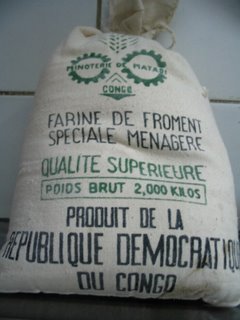 MINOTERIE DE MATADI
CONGO
FARINE DE FROMENT
SPECIALE MENAGERE
QUALITE SUPERIEURE
POIDS BRUT 2,000 KILOS
PRODUIT DE LA
REPUBLIQUE DEMOCRATIQ
DU CONGO